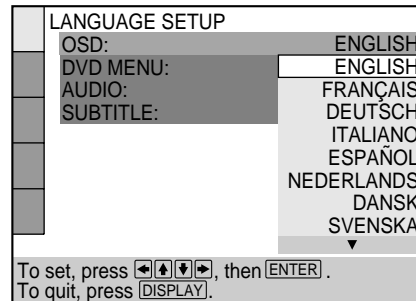 LANGUAGE SETUP
OSD: ENGLISH
DVD MENU: ENGLISH
AUDIO: FRANÇAIS
SUBTITLE: DEUTSCH
ITALIANO
ESPAÑOL
NEDERLANDS
DANSK
SVENSKA
To set, press , then ENTER .
To quit, press DISPLAY.